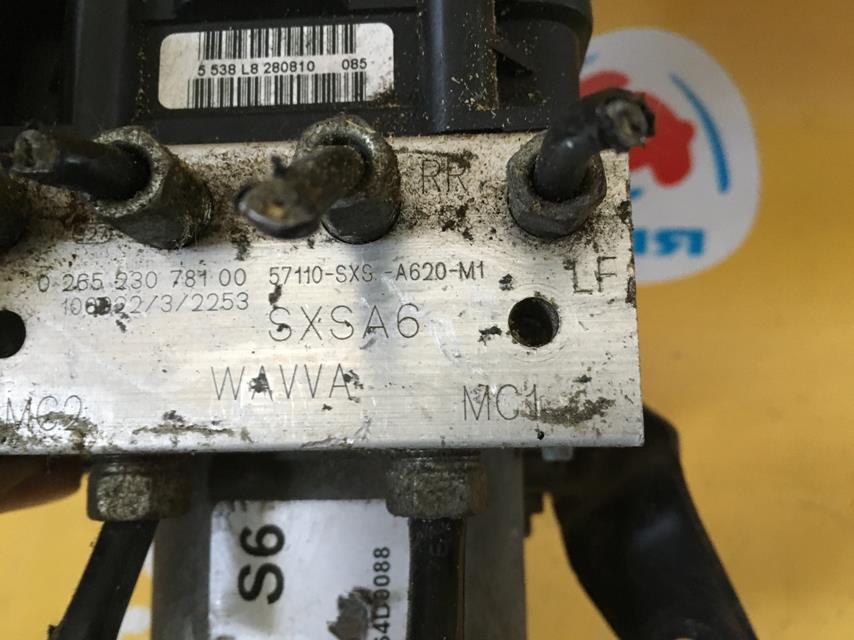 5 538 L8 280810 085
RR
0 265 230 781 00 57110-SXS -A620-M1
LF
SXSA6
WAVVA
MC2
MC1
S6